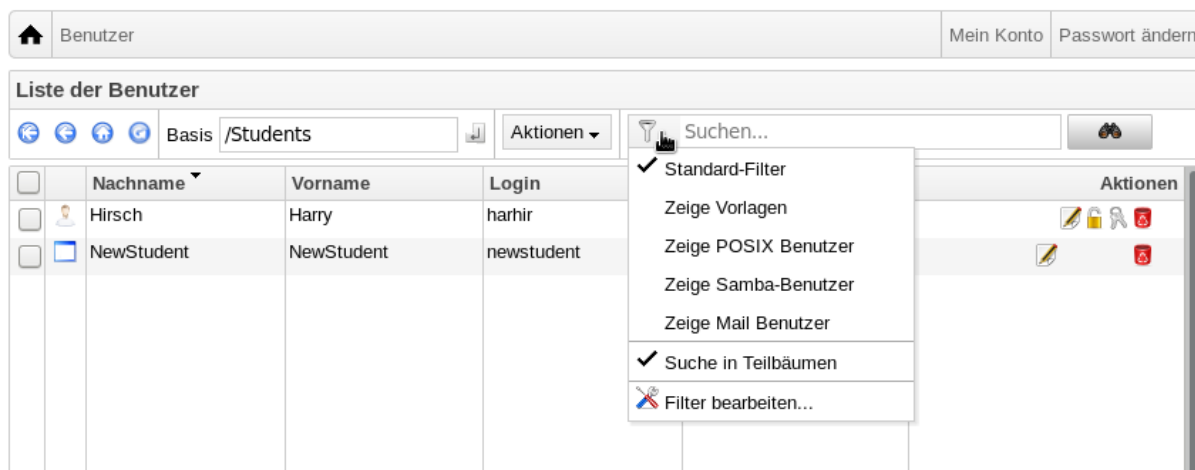 Benutzer Mein Konto Passwort ändern
Liste der Benutzer
Basis /Students Aktionen Suchen...
Nachname Vorname Login Aktionen
Hirsch Harry harhir
NewStudent NewStudent newstudent
Standard-Filter
Zeige Vorlagen
Zeige POSIX Benutzer
Zeige Samba-Benutzer
Zeige Mail Benutzer
Suche in Teilbäumen
Filter bearbeiten...